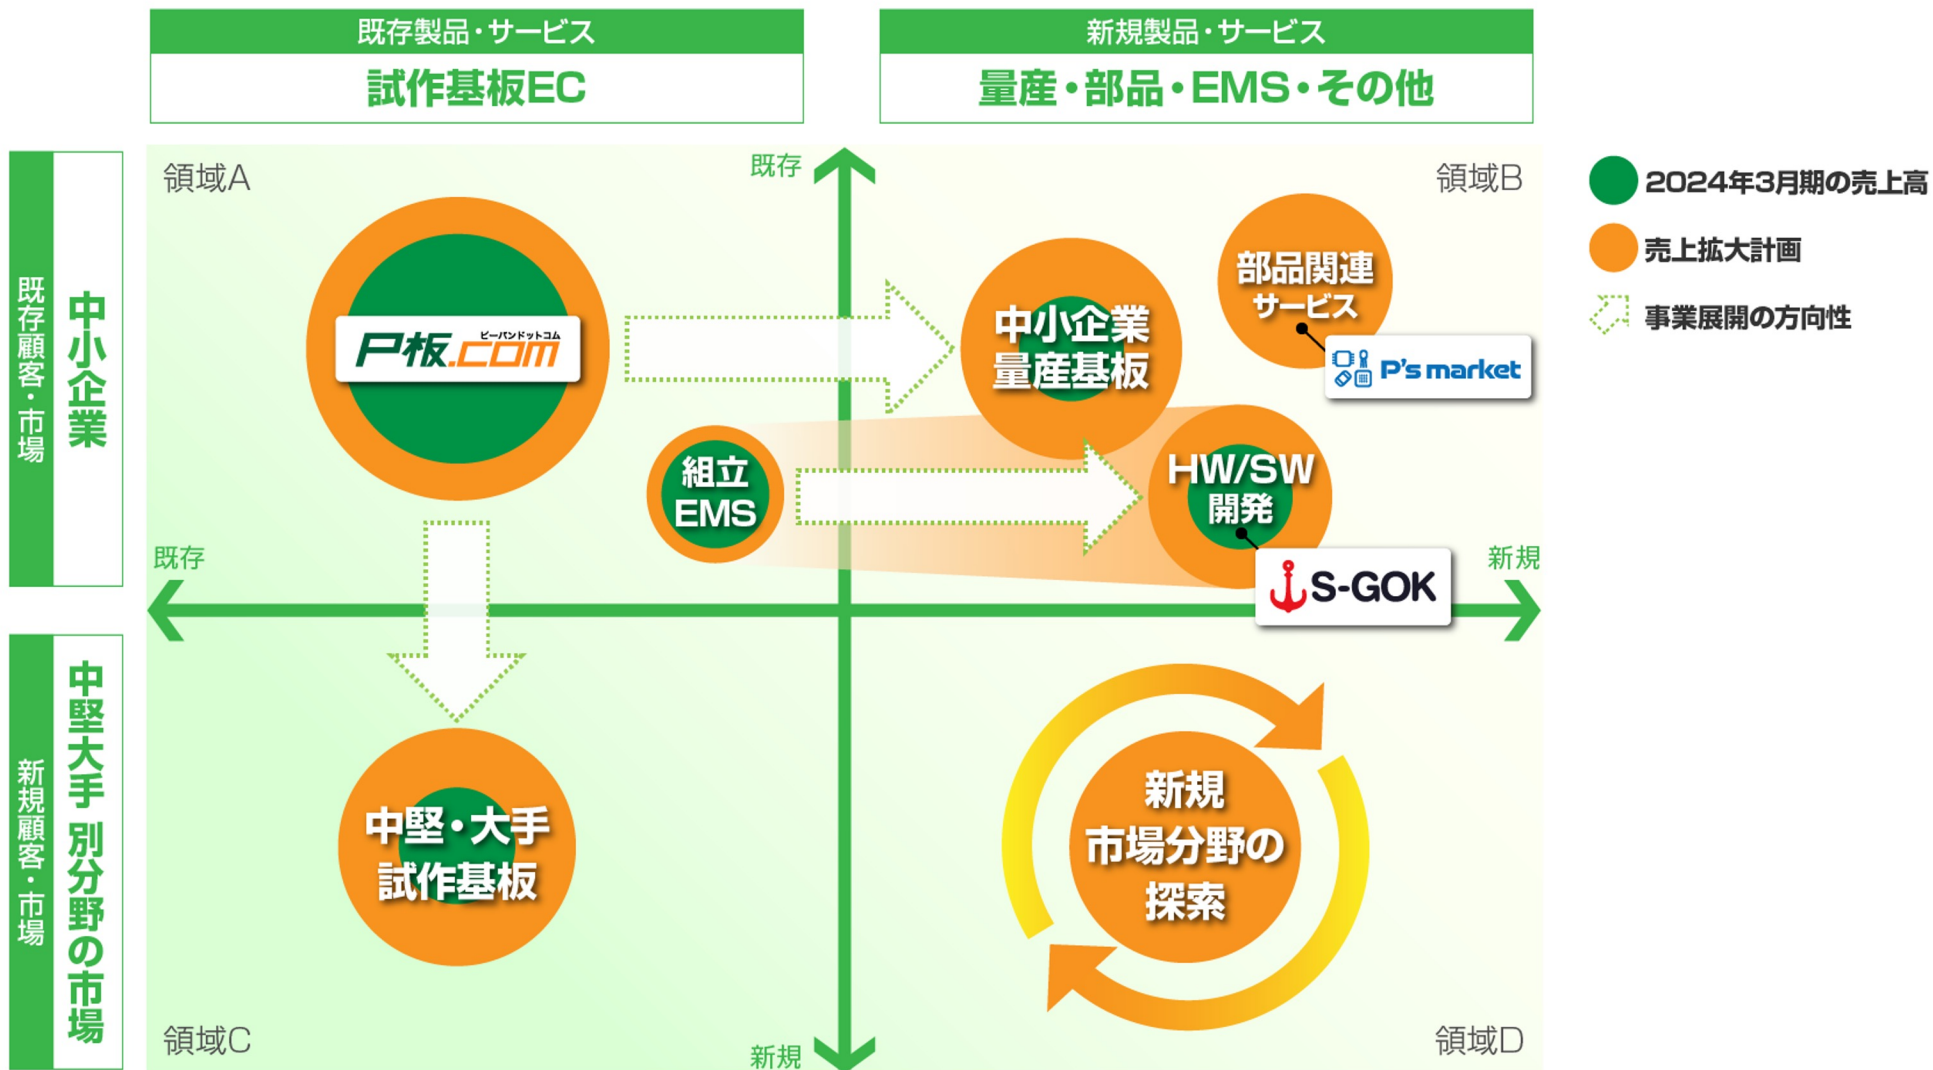 既存製品・サービス
試作基板EC
新規製品・サービス
量産・部品・EMS・その他
既存顧客・市場
中小企業
新規顧客・市場
中堅大手 別分野の市場
領域A
既存
領域B
ピーバンドットコム
P板.com
中小企業
量産基板
部品関連
サービス
P's market
組立
EMS
HW/SW
開発
S-GOK
既存
新規
中堅・大手
試作基板
新規
市場分野の
探索
領域C
新規
領域D
2024年3月期の売上高
売上拡大計画
事業展開の方向性